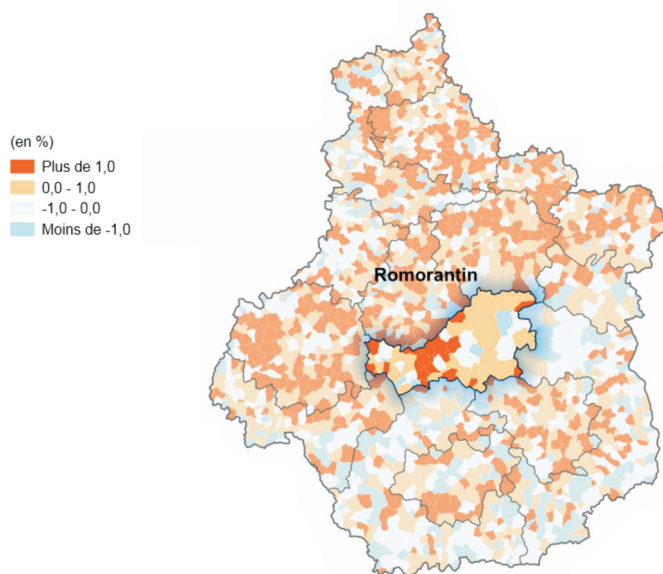 (en %)
Plus de 1,0
0,0 - 1,0
-1,0 - 0,0
Moins de -1,0
Romorantin